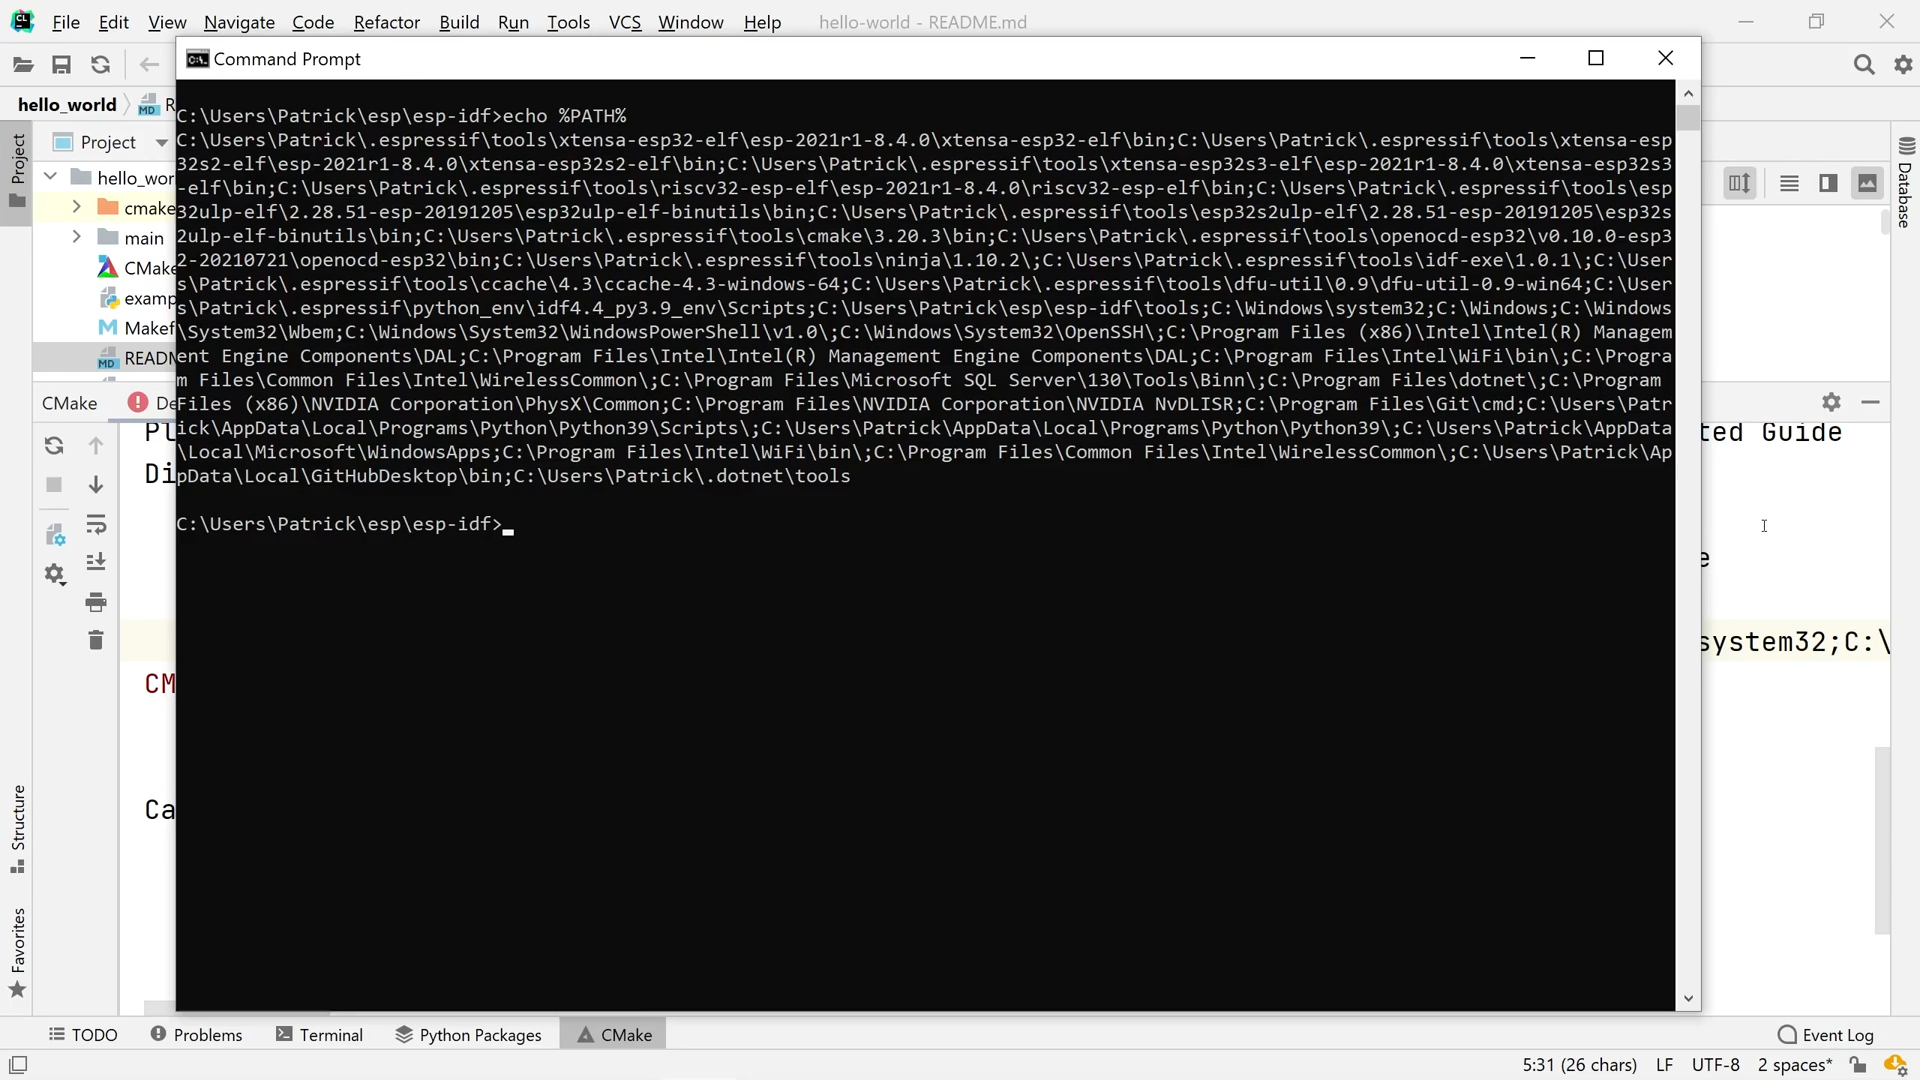 File Edit View Navigate Code Refactor Build Run Tools VCS Window Help hello-world - README.md
Command Prompt
hello_world
Project
hello_wor
cmake
main
CMake
examp
Makef
READM
CMake
C:\Users\Patrick\esp\esp-idf>echo %PATH%
C:\Users\Patrick\.espressif\tools\xtensa-esp32-elf\esp-2021r1-8.4.0\xtensa-esp32-elf\bin;C:\Users\Patrick\.espressif\tools\xtensa-esp
32s2-elf\esp-2021r1-8.4.0\xtensa-esp32s2-elf\bin;C:\Users\Patrick\.espressif\tools\xtensa-esp32s3-elf\esp-2021r1-8.4.0\xtensa-esp32s3
-elf\bin;C:\Users\Patrick\.espressif\tools\riscv32-esp-elf\esp-2021r1-8.4.0\riscv32-esp-elf\bin;C:\Users\Patrick\.espressif\tools\esp
32ulp-elf\2.28.51-esp-20191205\esp32ulp-elf-binutils\bin;C:\Users\Patrick\.espressif\tools\esp32s2ulp-elf\2.28.51-esp-20191205\esp32s
2ulp-elf-binutils\bin;C:\Users\Patrick\.espressif\tools\cmake\3.20.3\bin;C:\Users\Patrick\.espressif\tools\openocd-esp32\v0.10.0-esp3
2-20210721\openocd-esp32\bin;C:\Users\Patrick\.espressif\tools\ninja\1.10.2\;C:\Users\Patrick\.espressif\tools\idf-exe\1.0.1\;C:\User
s\Patrick\.espressif\tools\ccache\4.3\ccache-4.3-windows-64;C:\Users\Patrick\.espressif\tools\dfu-util\0.9\dfu-util-0.9-win64;C:\User
s\Patrick\.espressif\python_env\idf4.4_py3.9_env\Scripts;C:\Users\Patrick\esp\esp-idf\tools;C:\Windows\system32;C:\Windows;C:\Windows
\System32\Wbem;C:\Windows\System32\WindowsPowerShell\v1.0\;C:\Windows\System32\OpenSSH\;C:\Program Files (x86)\Intel\Intel(R) Managem
ent Engine Components\DAL;C:\Program Files\Intel\Intel(R) Management Engine Components\DAL;C:\Program Files\Intel\WiFi\bin\;C:\Progra
m Files\Common Files\Intel\WirelessCommon\;C:\Program Files\Microsoft SQL Server\130\Tools\Binn\;C:\Program Files\dotnet\;C:\Program
Files (x86)\NVIDIA Corporation\PhysX\Common;C:\Program Files\NVIDIA Corporation\NVIDIA NvDLISR;C:\Program Files\Git\cmd;C:\Users\Patr
ick\AppData\Local\Programs\Python\Python39\Scripts\;C:\Users\Patrick\AppData\Local\Programs\Python\Python39\;C:\Users\Patrick\AppData
\Local\Microsoft\WindowsApps;C:\Program Files\Intel\WiFi\bin\;C:\Program Files\Common Files\Intel\WirelessCommon\;C:\Users\Patrick\Ap
pData\Local\GitHubDesktop\bin;C:\Users\Patrick\.dotnet\tools
C:\Users\Patrick\esp\esp-idf>
ted Guide
Di
system32;C:\
CM
Ca
Project
Structure
Favorites
Database
TODO Problems Terminal Python Packages CMake Event Log
5:31 (26 chars) LF UTF-8 2 spaces*